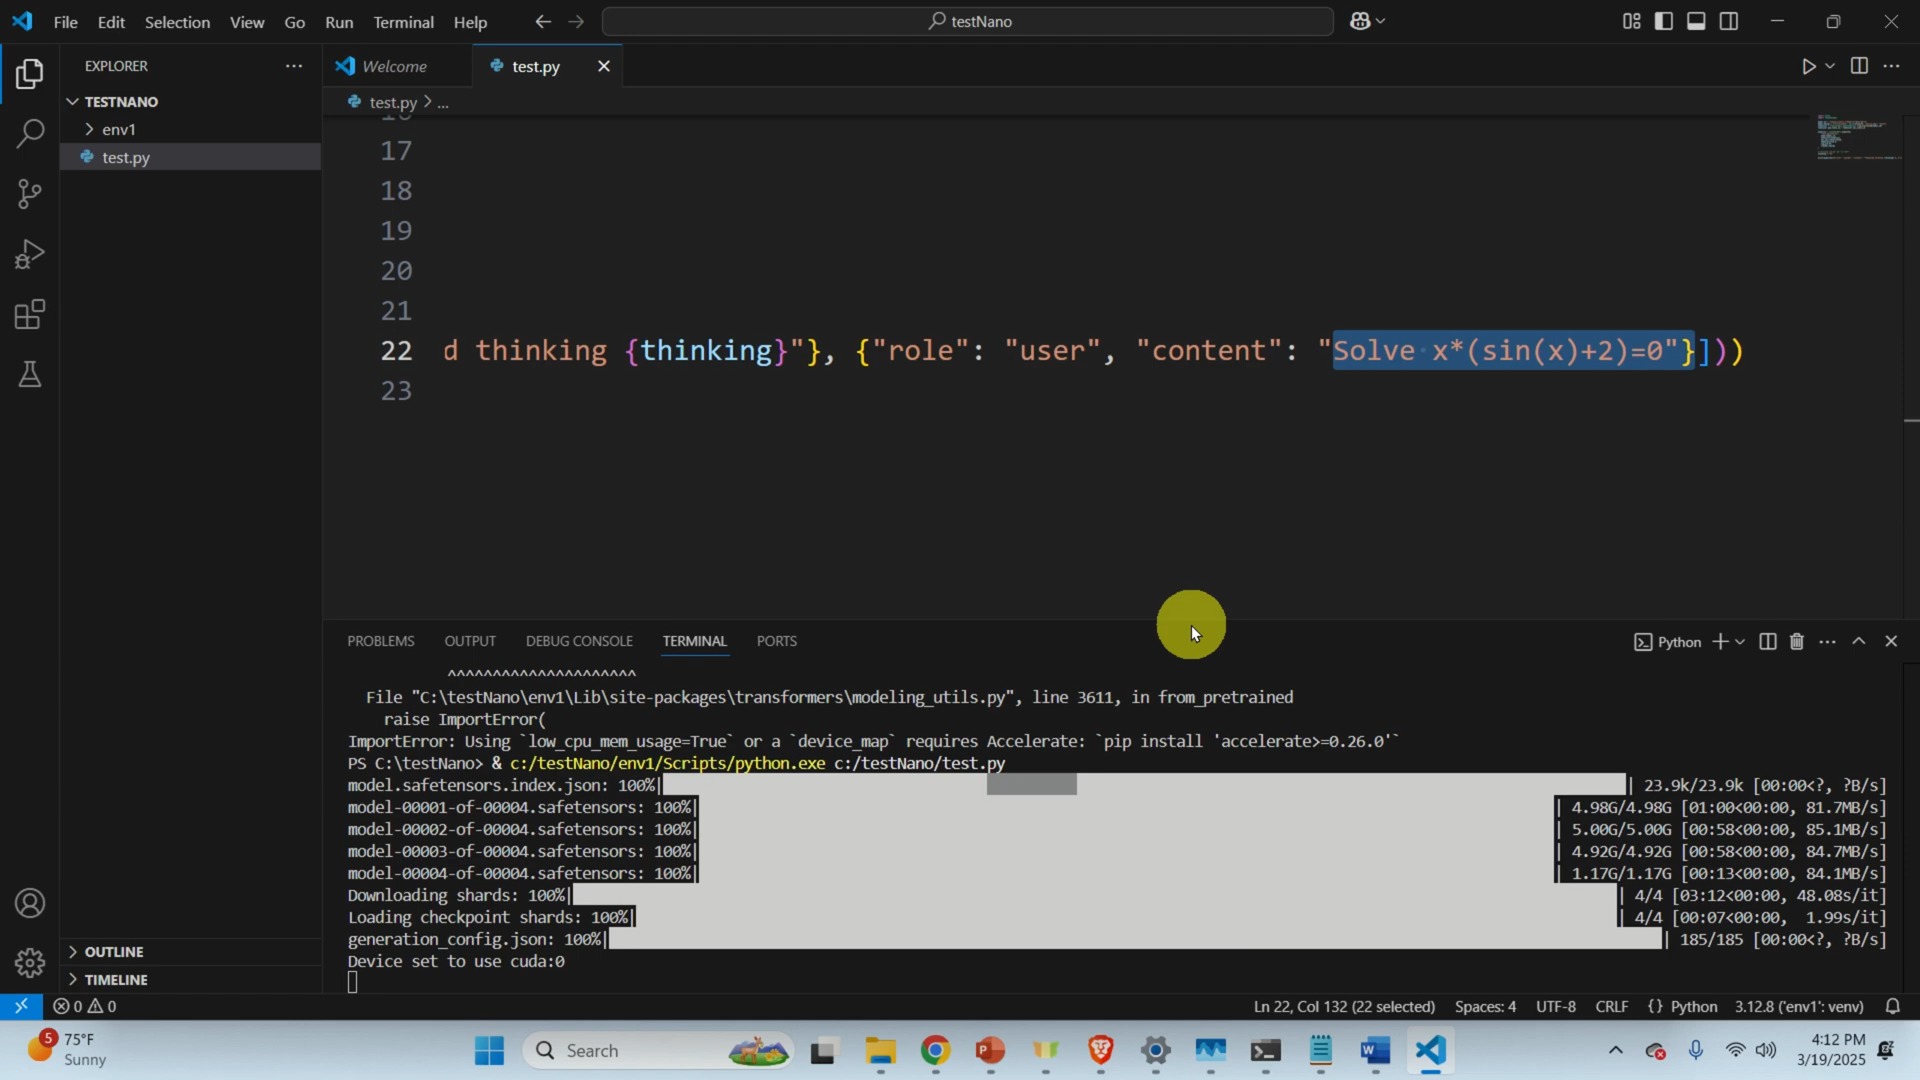 File Edit Selection View Go Run Terminal Help
testNano
EXPLORER
Welcome
test.py
TESTNANO
env1
test.py
test.py > ...
17
18
19
20
21
22 d thinking {thinking}"}, {"role": "user", "content": "Solve x*(sin(x)+2)=0"}]))
23
PROBLEMS OUTPUT DEBUG CONSOLE TERMINAL PORTS
Python
^^^^^^^^^^^^^^^^^^^^^
File "C:\testNano\env1\Lib\site-packages\transformers\modeling_utils.py", line 3611, in from_pretrained
raise ImportError(
ImportError: Using `low_cpu_mem_usage=True` or a `device_map` requires Accelerate: `pip install 'accelerate>=0.26.0'`
PS C:\testNano> & c:/testNano/env1/Scripts/python.exe c:/testNano/test.py
model.safetensors.index.json: 100%| | 23.9k/23.9k [00:00<?, ?B/s]
model-00001-of-00004.safetensors: 100%| | 4.98G/4.98G [01:00<00:00, 81.7MB/s]
model-00002-of-00004.safetensors: 100%| | 5.00G/5.00G [00:58<00:00, 85.1MB/s]
model-00003-of-00004.safetensors: 100%| | 4.92G/4.92G [00:58<00:00, 84.7MB/s]
model-00004-of-00004.safetensors: 100%| | 1.17G/1.17G [00:13<00:00, 84.1MB/s]
Downloading shards: 100%| | 4/4 [03:12<00:00, 48.08s/it]
Loading checkpoint shards: 100%| | 4/4 [00:07<00:00, 1.99s/it]
generation_config.json: 100%| | 185/185 [00:00<?, ?B/s]
Device set to use cuda:0
OUTLINE
TIMELINE
0 0
Ln 22, Col 132 (22 selected) Spaces: 4 UTF-8 CRLF {} Python 3.12.8 ('env1': venv)
5
75°F
Sunny
Search
4:12 PM
3/19/2025